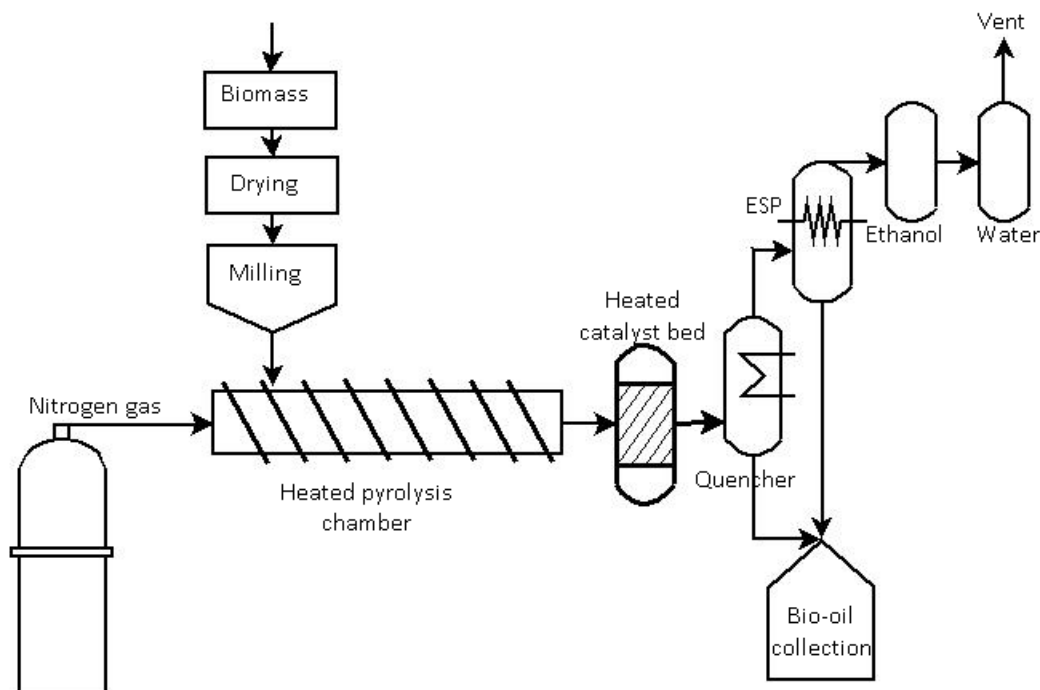 Vent
Biomass
Drying
ESP
Ethanol
Water
Milling
Heated
catalyst bed
Nitrogen gas
Quencher
Heated pyrolysis
chamber
Bio-oil
collection